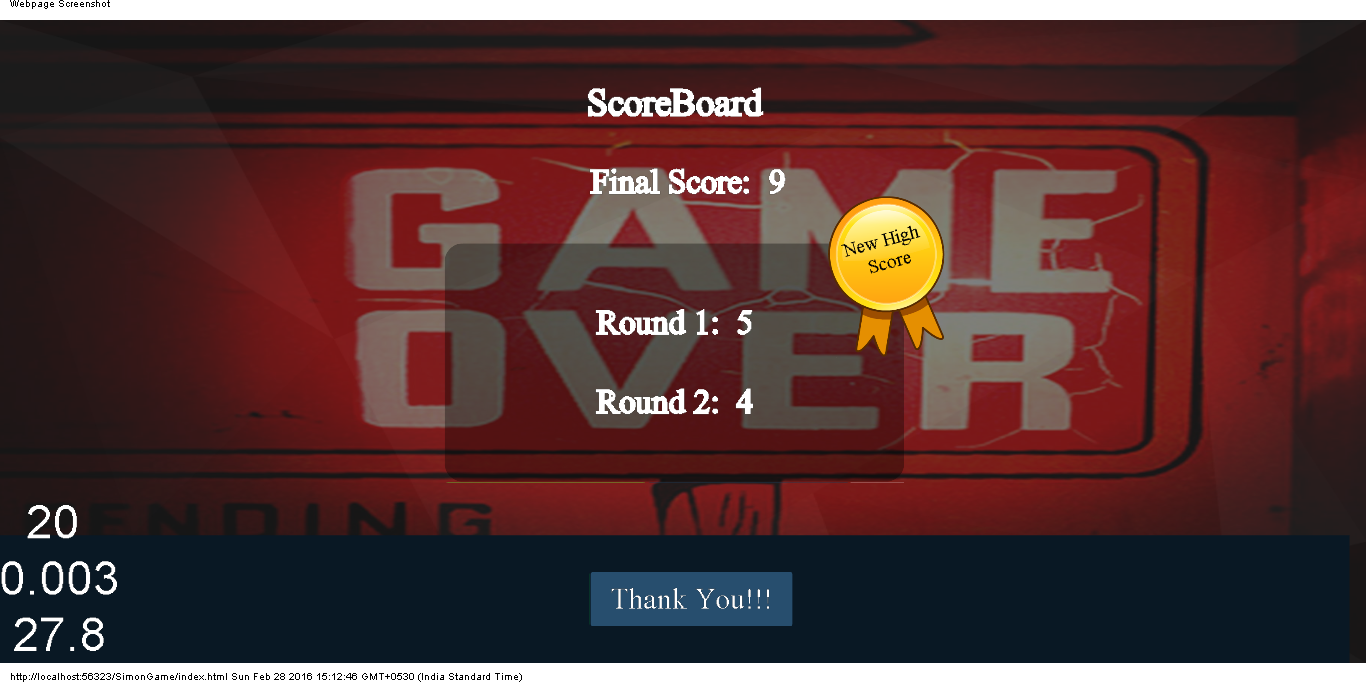 Webpage Screenshot
ScoreBoard
Final Score: 9
GAME
New High
Score
Round 1: 5
OVER
Round 2: 4
ENDING
20
0.003
27.8
Thank You!!!
http://localhost:56323/SimonGame/index.html Sun Feb 28 2016 15:12:46 GMT+0530 (India Standard Time)